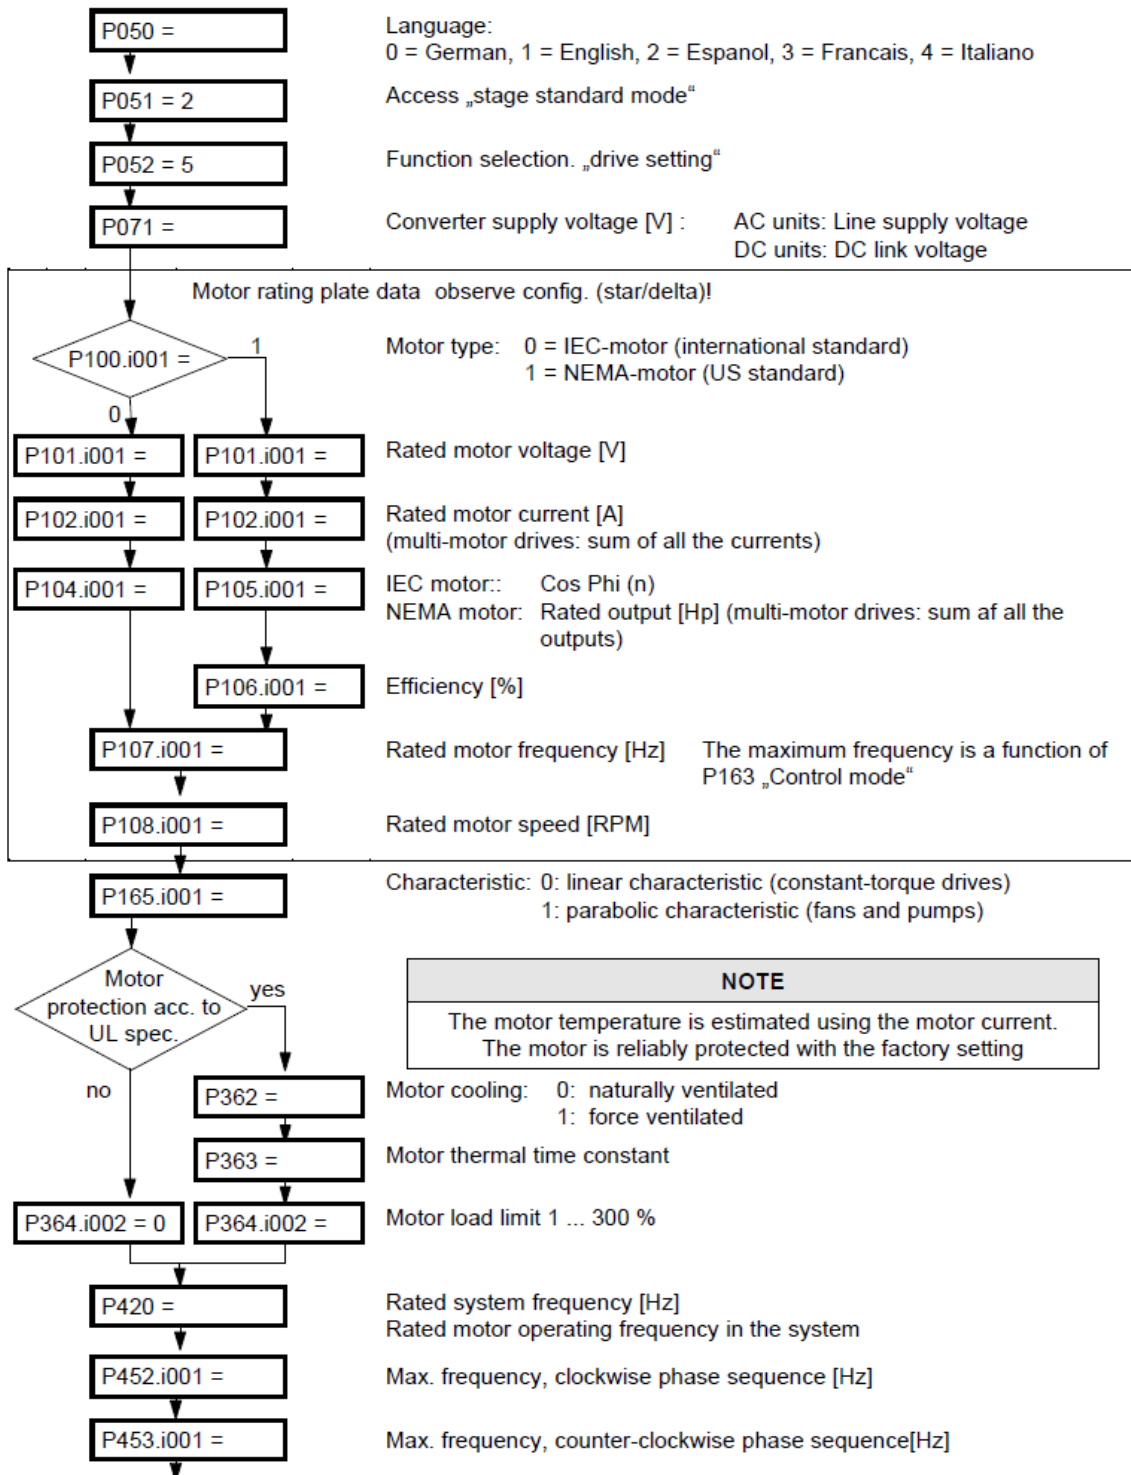 P050 =
Language:
0 = German, 1 = English, 2 = Espanol, 3 = Francais, 4 = Italiano
P051 = 2
Access „stage standard mode“
P052 = 5
Function selection. „drive setting“
P071 =
Converter supply voltage [V] : AC units: Line supply voltage
DC units: DC link voltage
Motor rating plate data observe config. (star/delta)!
P100.i001 =
1
0
Motor type: 0 = IEC-motor (international standard)
1 = NEMA-motor (US standard)
P101.i001 = P101.i001 =
Rated motor voltage [V]
P102.i001 = P102.i001 =
Rated motor current [A]
(multi-motor drives: sum of all the currents)
P104.i001 = P105.i001 =
IEC motor:: Cos Phi (n)
NEMA motor: Rated output [Hp] (multi-motor drives: sum af all the
outputs)
P106.i001 =
Efficiency [%]
P107.i001 =
Rated motor frequency [Hz] The maximum frequency is a function of
P163 „Control mode“
P108.i001 =
Rated motor speed [RPM]
P165.i001 =
Characteristic: 0: linear characteristic (constant-torque drives)
1: parabolic characteristic (fans and pumps)
Motor
protection acc. to
UL spec.
yes
no
NOTE
The motor temperature is estimated using the motor current.
The motor is reliably protected with the factory setting
P362 =
Motor cooling: 0: naturally ventilated
1: force ventilated
P363 =
Motor thermal time constant
P364.i002 = 0 P364.i002 =
Motor load limit 1 ... 300 %
P420 =
Rated system frequency [Hz]
Rated motor operating frequency in the system
P452.i001 =
Max. frequency, clockwise phase sequence [Hz]
P453.i001 =
Max. frequency, counter-clockwise phase sequence[Hz]